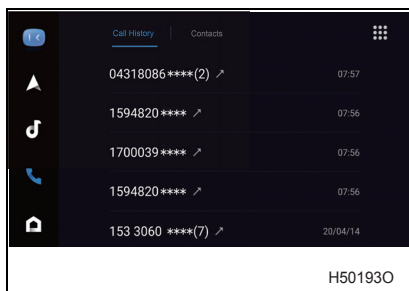 Call History Contacts
04318086****(2) ↗ 07:57
1594820**** ↗ 07:56
1700039**** ↗ 07:56
1594820**** ↗ 07:56
153 3060 ****(7) ↗ 20/04/14
H50193O